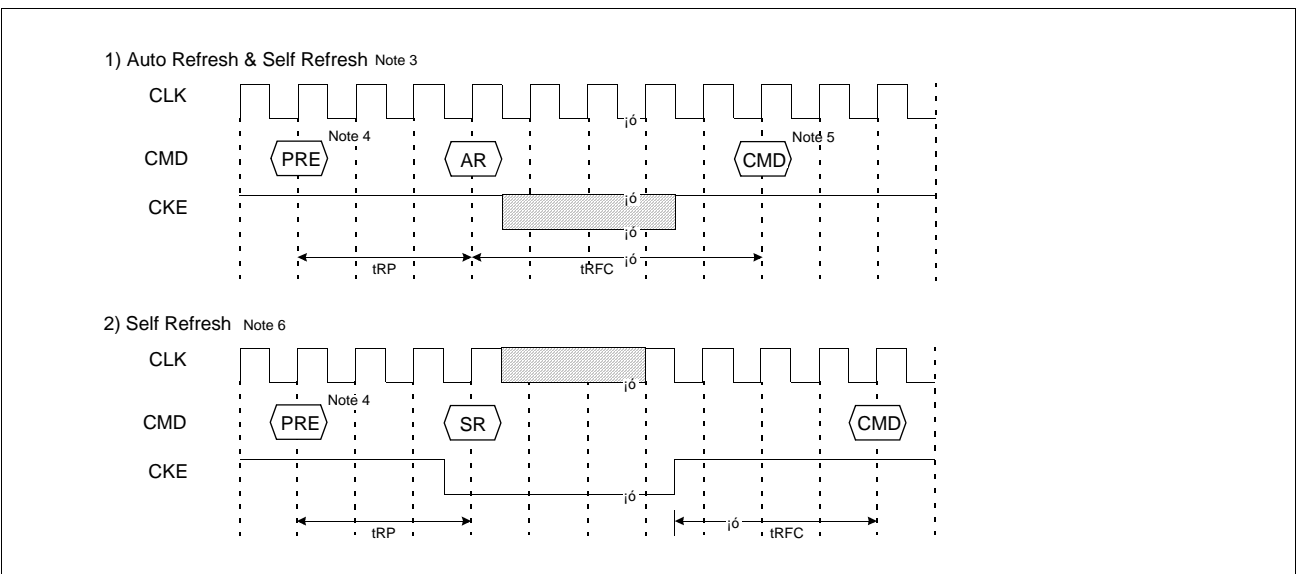 1) Auto Refresh & Self Refresh Note 3
CLK
¡ó
CMD
PRE
Note 4
AR
CMD
Note 5
CKE
¡ó
¡ó
tRP
tRFC
¡ó
2) Self Refresh Note 6
CLK
¡ó
CMD
PRE
Note 4
SR
CMD
CKE
¡ó
tRP
¡ó
tRFC